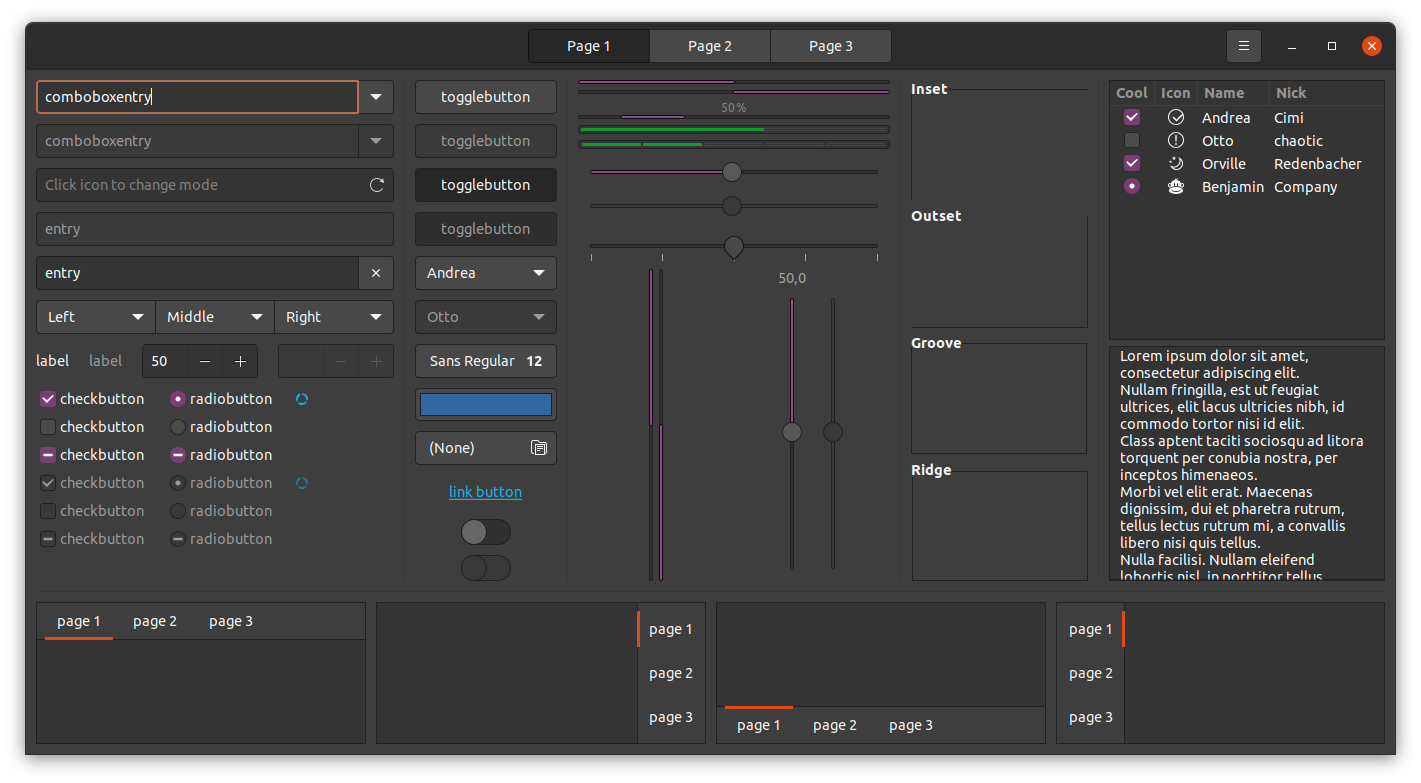 Page 1
Page 2
Page 3
comboboxentry
comboboxentry
Click icon to change mode
entry
entry
Left
Middle
Right
label
label
50
checkbutton
radiobutton
checkbutton
radiobutton
checkbutton
radiobutton
checkbutton
radiobutton
checkbutton
radiobutton
checkbutton
radiobutton
togglebutton
togglebutton
togglebutton
togglebutton
Andrea
Otto
Sans Regular 12
(None)
link button
50%
50,0
Inset
Outset
Groove
Ridge
Cool Icon Name Nick
Andrea Cimi
Otto chaotic
Orville Redenbacher
Benjamin Company
Lorem ipsum dolor sit amet,
consectetur adipiscing elit.
Nullam fringilla, est ut feugiat
ultrices, elit lacus ultricies nibh, id
commodo tortor nisi id elit.
Class aptent taciti sociosqu ad litora
torquent per conubia nostra, per
inceptos himenaeos.
Morbi vel elit erat. Maecenas
dignissim, dui et pharetra rutrum,
tellus lectus rutrum mi, a convallis
libero nisi quis tellus.
Nulla facilisi. Nullam eleifend
lobortis nisl, in porttitor tellus
page 1
page 2
page 3
page 1
page 2
page 3
page 1
page 2
page 3
page 1
page 2
page 3